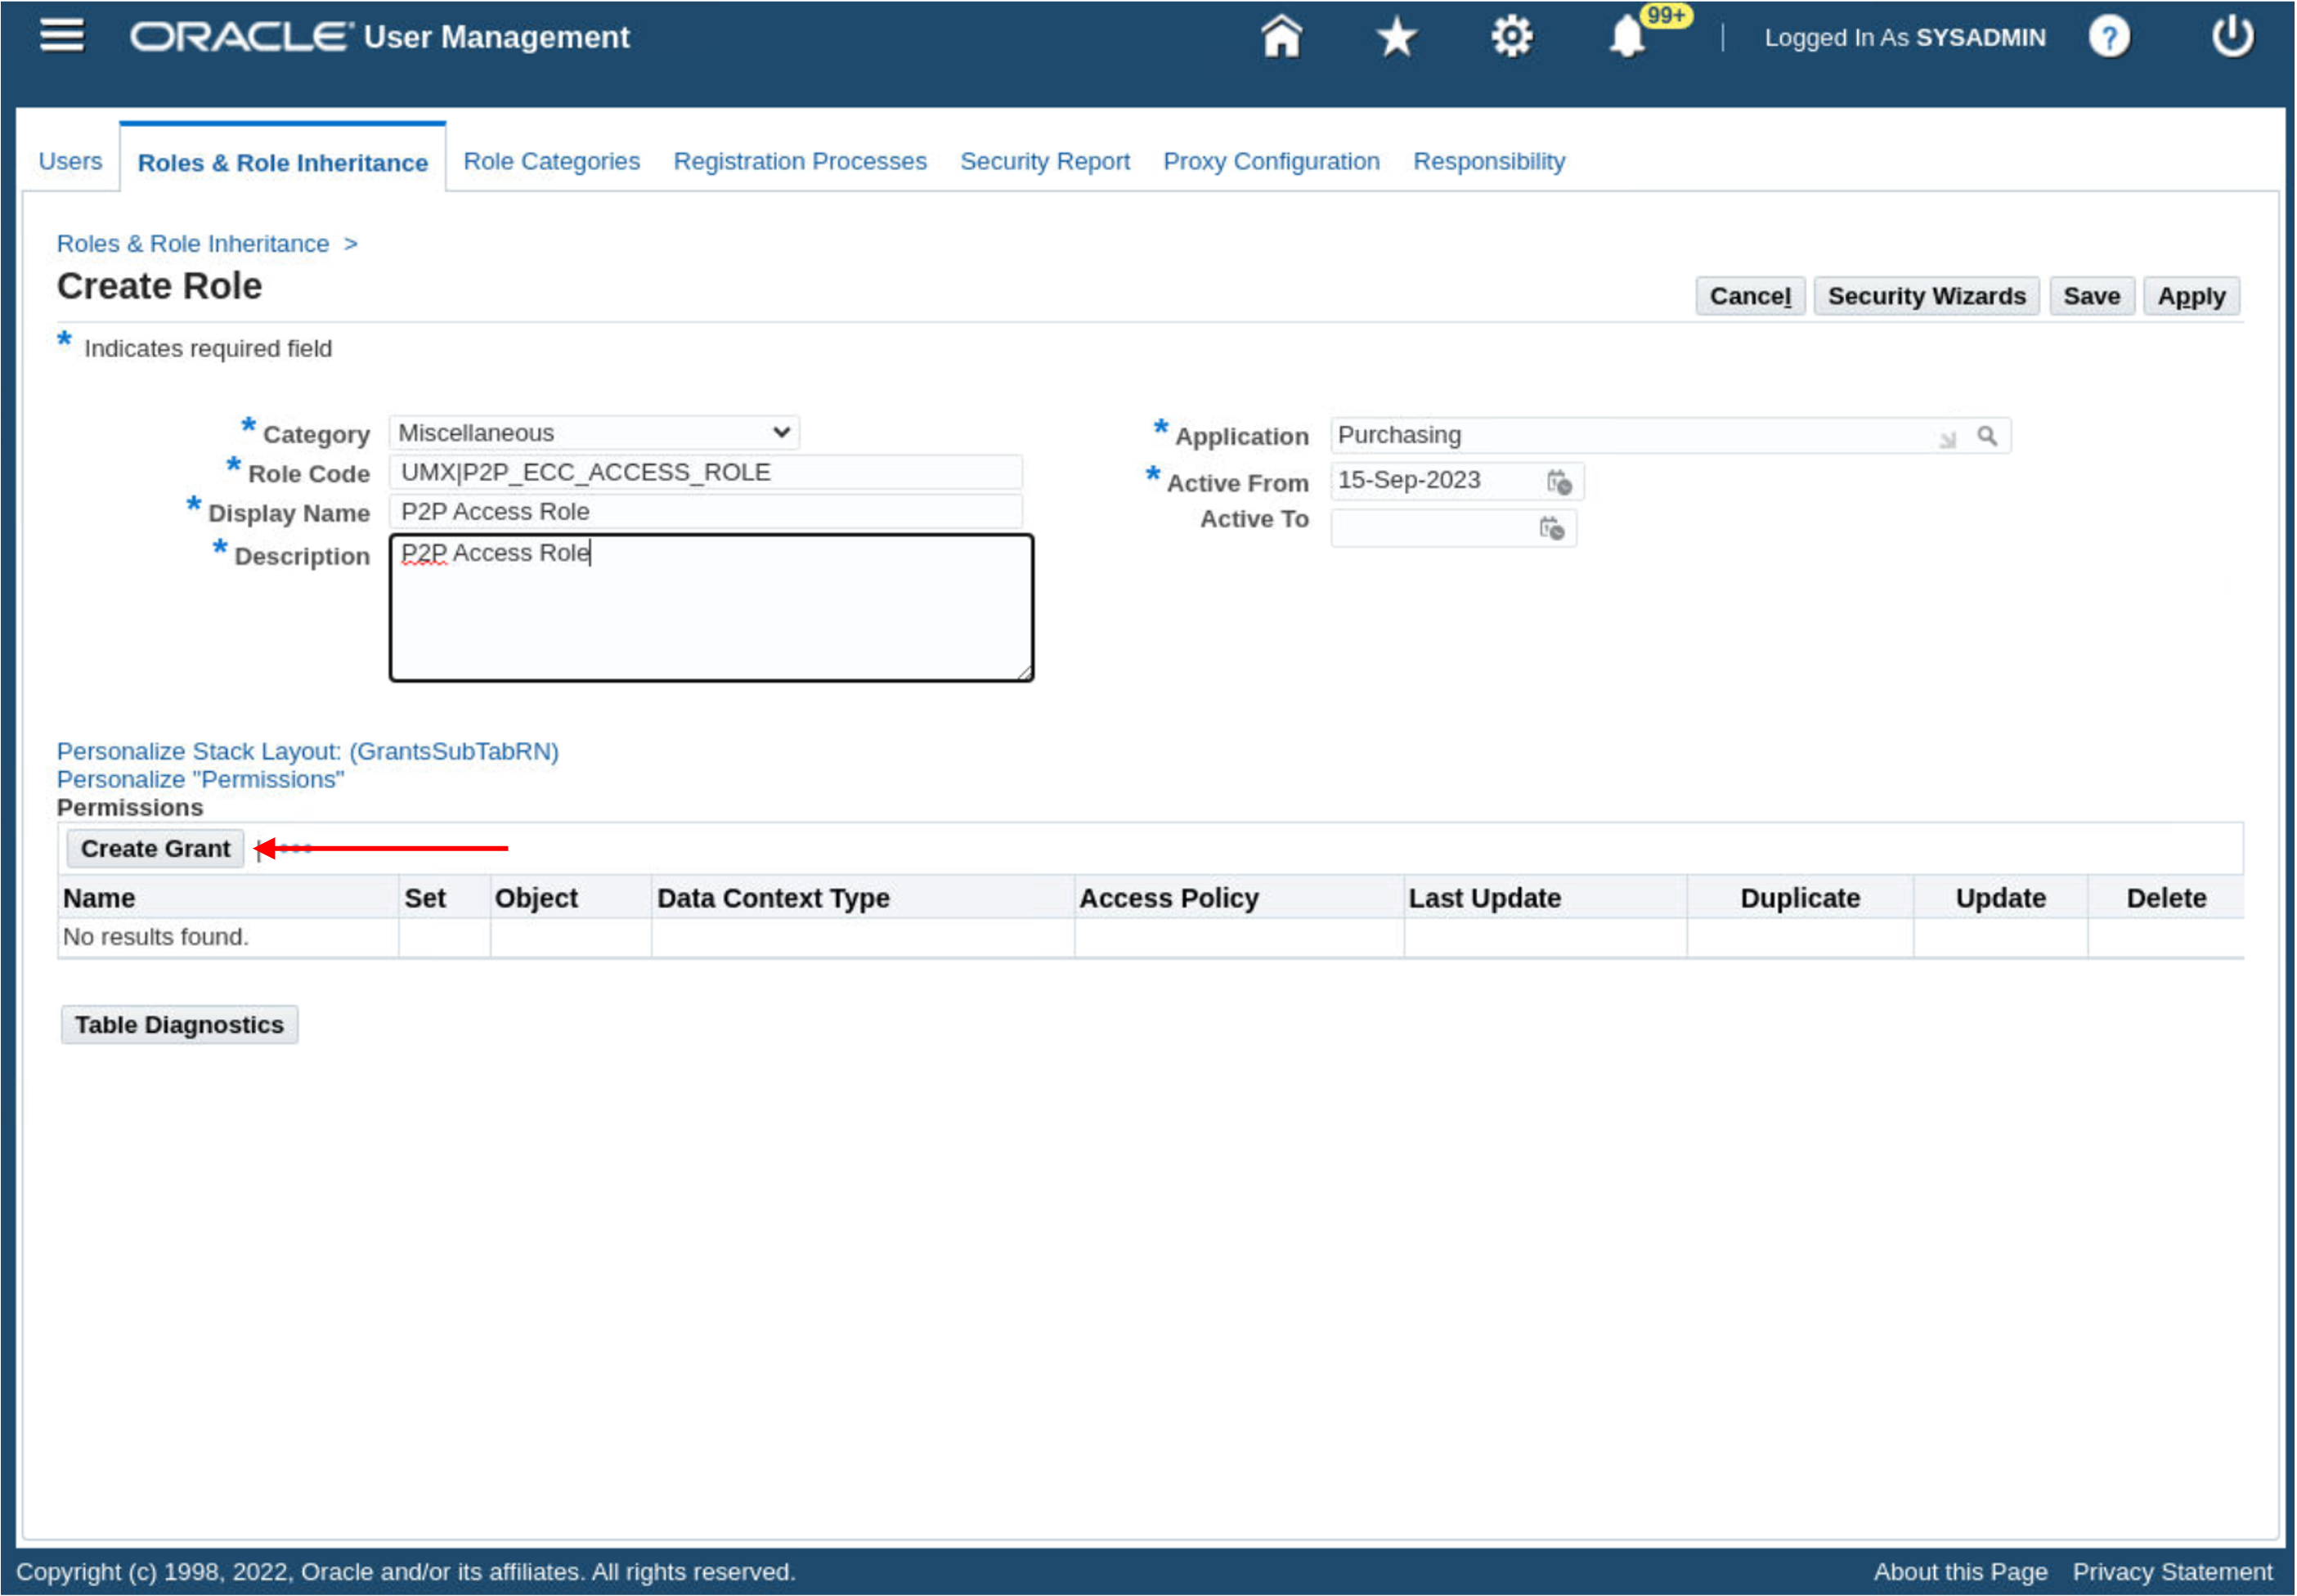 ORACLE User Management
99+
Logged In As SYSADMIN
?
Users Roles & Role Inheritance Role Categories Registration Processes Security Report Proxy Configuration Responsibility
Roles & Role Inheritance >
Create Role
Cancel Security Wizards Save Apply
* Indicates required field
* Category Miscellaneous
* Role Code UMX|P2P_ECC_ACCESS_ROLE
* Display Name P2P Access Role
* Description P2P Access Role
* Application Purchasing
* Active From 15-Sep-2023
Active To
Personalize Stack Layout: (GrantsSubTabRN)
Personalize "Permissions"
Permissions
Create Grant
Name Set Object Data Context Type Access Policy Last Update Duplicate Update Delete
No results found.
Table Diagnostics
Copyright (c) 1998, 2022, Oracle and/or its affiliates. All rights reserved.
About this Page Privacy Statement